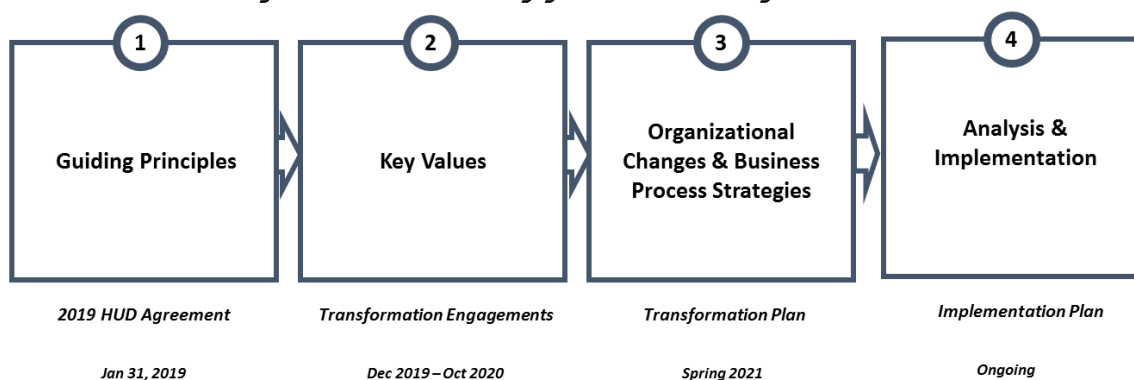 1
2
3
4
Guiding Principles
Key Values
Organizational
Changes & Business
Process Strategies
Analysis &
Implementation
2019 HUD Agreement
Transformation Engagements
Transformation Plan
Implementation Plan
Jan 31, 2019
Dec 2019 – Oct 2020
Spring 2021
Ongoing